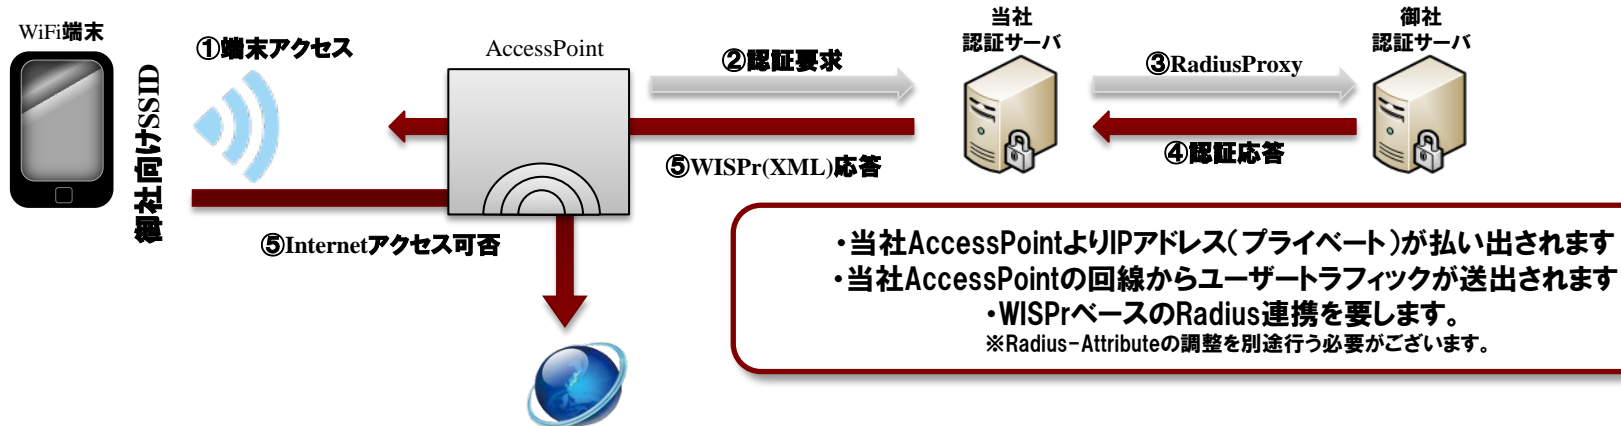 WiFi端末
御社向けSSID
①端末アクセス
AccessPoint
②認証要求
当社
認証サーバ
③RadiusProxy
御社
認証サーバ
④認証応答
⑤WISPr(XML)応答
⑤Internetアクセス可否
・当社AccessPointよりIPアドレス(プライベート)が払い出されます
・当社AccessPointの回線からユーザートラフィックが送出されます
・WISPrベースのRadius連携を要します。
※Radius-Attributeの調整を別途行う必要がございます。